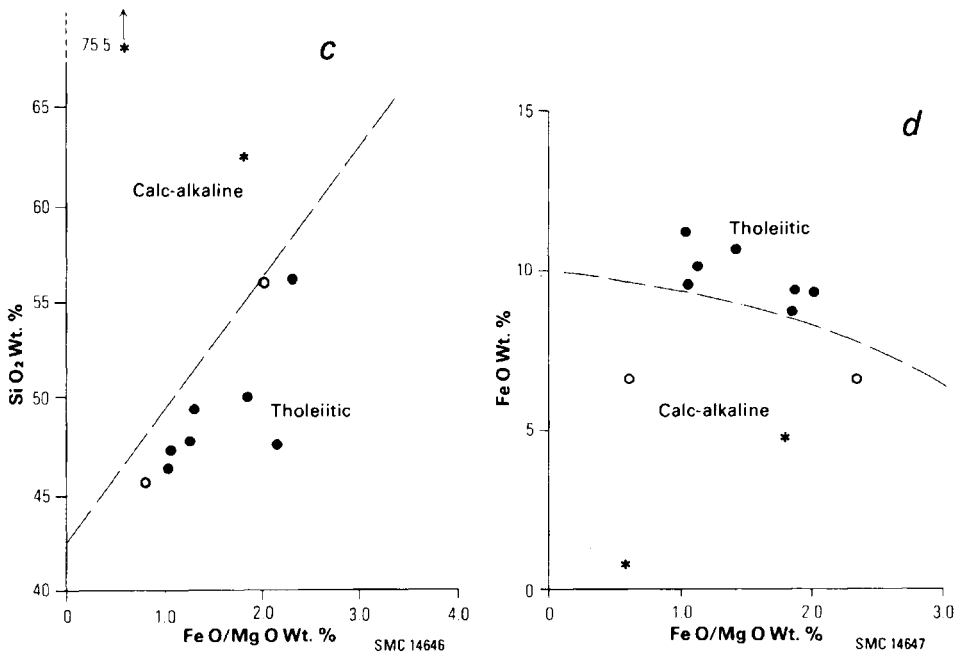 c
75 5
65
60
55
50
45
40
Si O₂ Wt. %
Calc-alkaline
Tholeiitic
0
1.0
2.0
3.0
4.0
Fe O/Mg O Wt. %
SMC 14646
d
15
10
5
0
Fe O Wt. %
Tholeiitic
Calc-alkaline
0
1.0
2.0
3.0
Fe O/Mg O Wt. %
SMC 14647